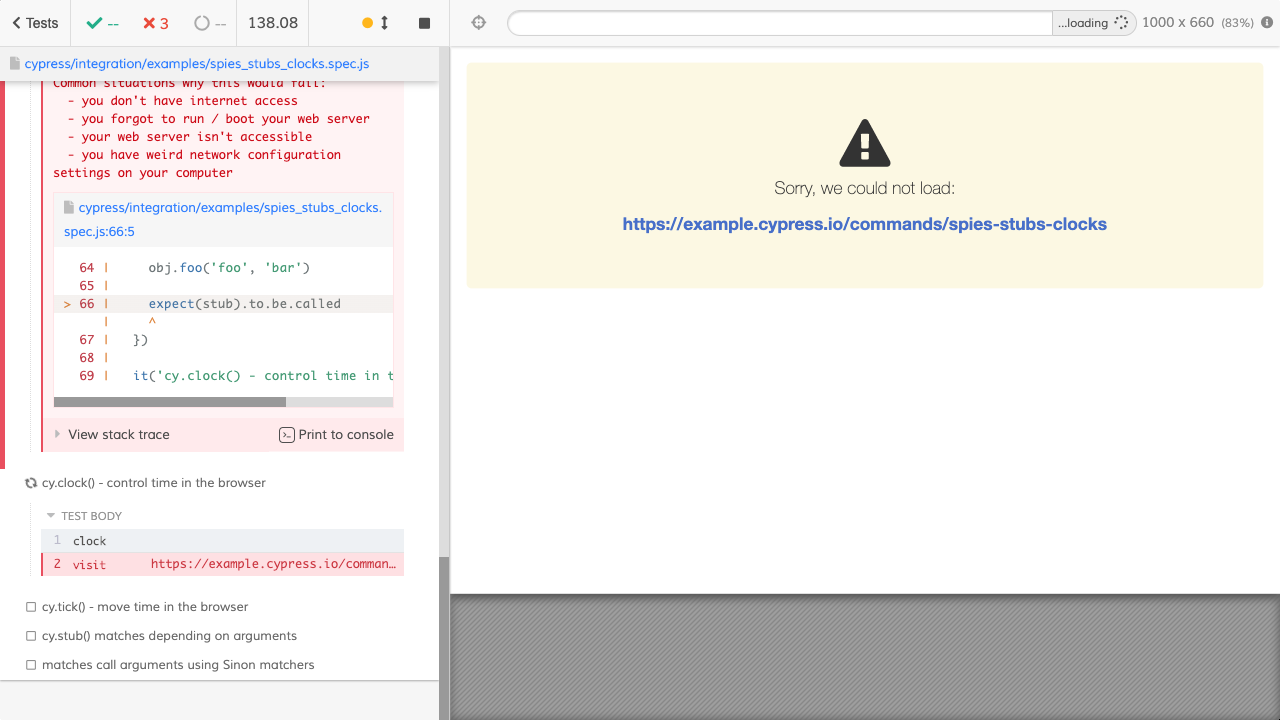 Tests
--
3
--
138.08
...loading
1000 x 660 (83%)
cypress/integration/examples/spies_stubs_clocks.spec.js
Common situations why this would fail:
- you don't have internet access
- you forgot to run / boot your web server
- your web server isn't accessible
- you have weird network configuration
settings on your computer
cypress/integration/examples/spies_stubs_clocks.
spec.js:66:5
64 | obj.foo('foo', 'bar')
65 |
> 66 | expect(stub).to.be.called
| ^
67 | })
68 |
69 | it('cy.clock() - control time in t
View stack trace
Print to console
cy.clock() - control time in the browser
TEST BODY
1 clock
2 visit https://example.cypress.io/comman...
cy.tick() - move time in the browser
cy.stub() matches depending on arguments
matches call arguments using Sinon matchers
Sorry, we could not load:
https://example.cypress.io/commands/spies-stubs-clocks